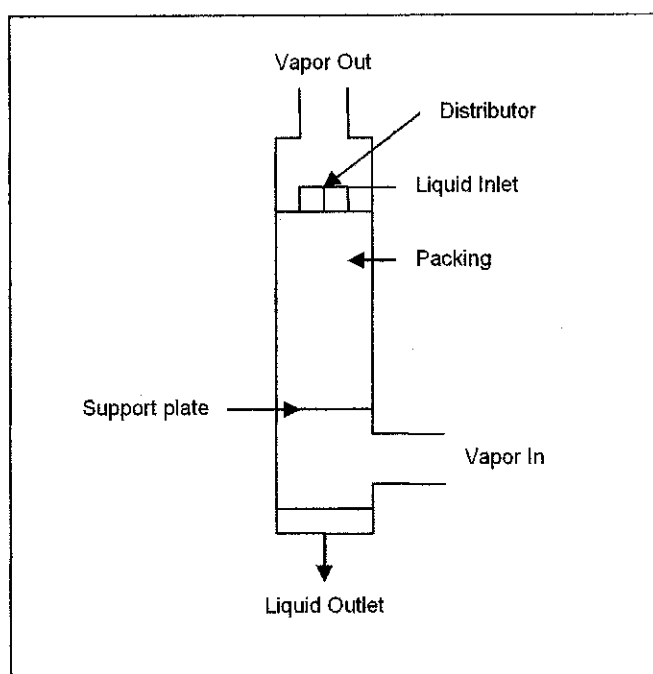 Vapor Out
Distributor
Liquid Inlet
Packing
Support plate
Vapor In
Liquid Outlet